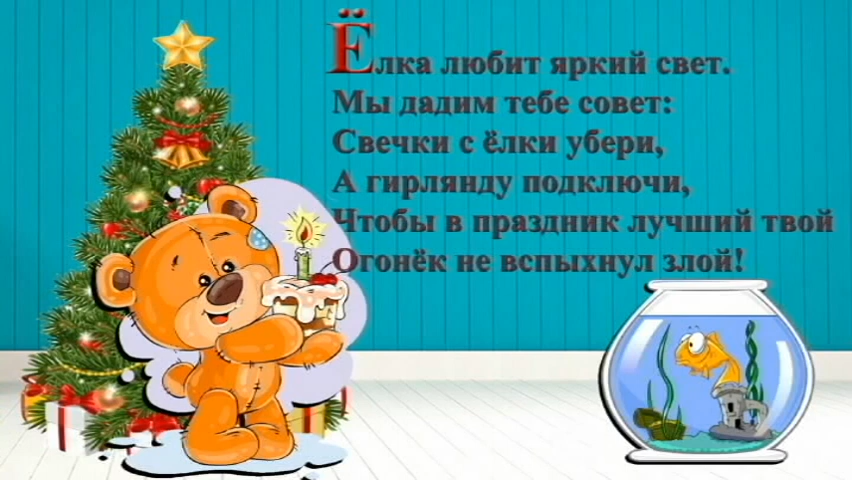 Ёлка любит яркий свет.
Мы дадим тебе совет:
Свечки с ёлки убери,
А гирлянду подключи,
Чтобы в праздник лучший твой
Огонёк не вспыхнул злой!